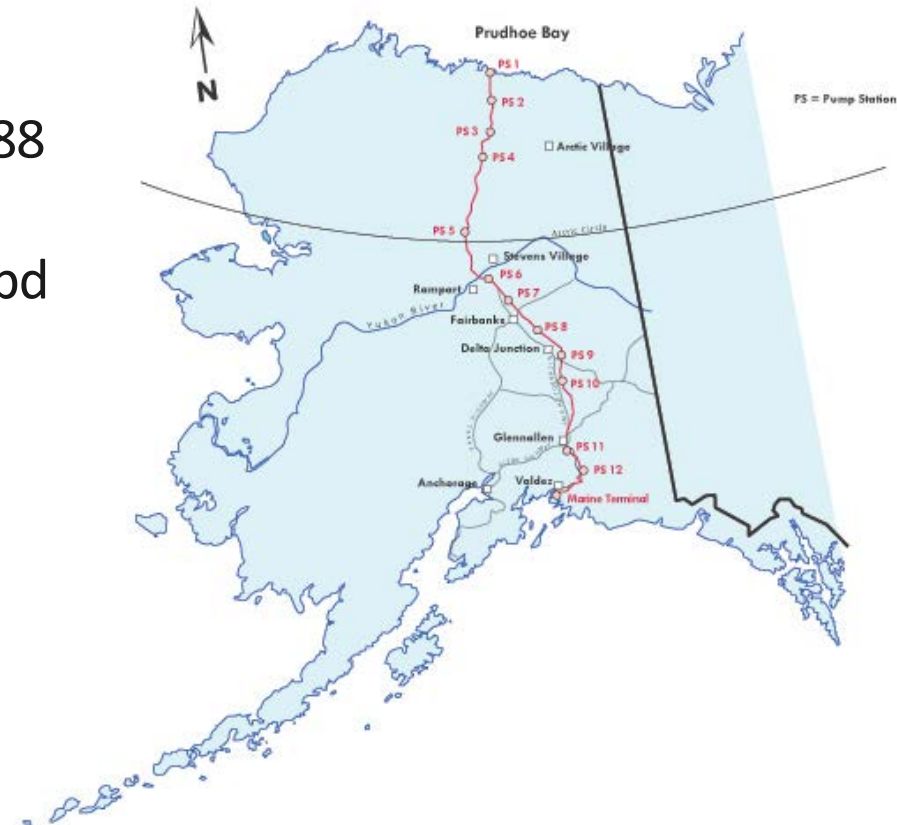 Prudhoe Bay
PS 1
PS = Pump Station
N
PS 2
88
PS 3
Arctic Village
PS 4
PS 5
Arctic Circle
Stevens Village
bd
PS 6
Rampart
PS 7
Yukon River
Fairbanks
PS 8
Delta Junction
PS 9
PS 10
Glennallen
PS 11
PS 12
Anchorage
Valdez
Marine Terminal